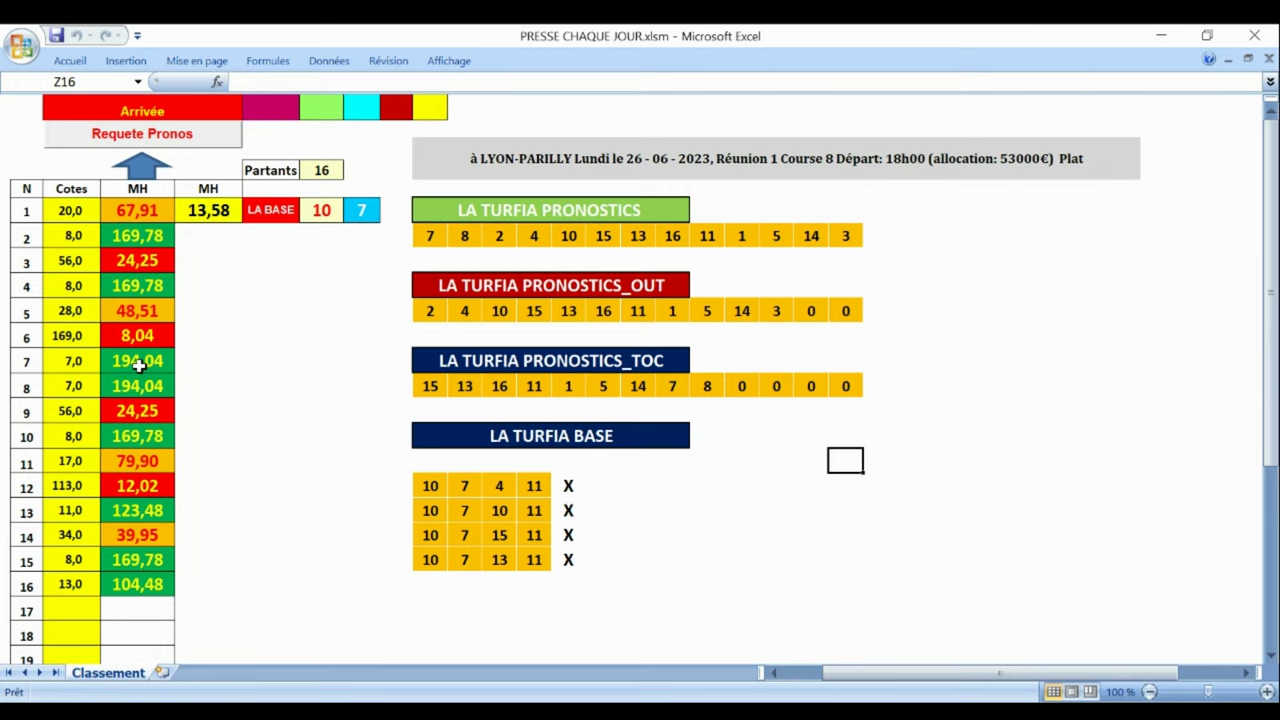 PRESSE CHAQUE JOUR.xlsm - Microsoft Excel
Accueil Insertion Mise en page Formules Données Révision Affichage
Z16 fx
Arrivée
Requete Pronos
à LYON-PARILLY Lundi le 26 - 06 - 2023, Réunion 1 Course 8 Départ: 18h00 (allocation: 53000€) Plat
Partants 16
N Cotes MH MH
1 20,0 67,91 13,58 LA BASE 10 7
2 8,0 169,78
3 56,0 24,25
4 8,0 169,78
5 28,0 48,51
6 169,0 8,04
7 7,0 194,04
8 7,0 194,04
9 56,0 24,25
10 8,0 169,78
11 17,0 79,90
12 113,0 12,02
13 11,0 123,48
14 34,0 39,95
15 8,0 169,78
16 13,0 104,48
17
18
19
LA TURFIA PRONOSTICS
7 8 2 4 10 15 13 16 11 1 5 14 3
LA TURFIA PRONOSTICS_OUT
2 4 10 15 13 16 11 1 5 14 3 0 0
LA TURFIA PRONOSTICS_TOC
15 13 16 11 1 5 14 7 8 0 0 0 0
LA TURFIA BASE
10 7 4 11 X
10 7 10 11 X
10 7 15 11 X
10 7 13 11 X
Classement
Prêt 100 %